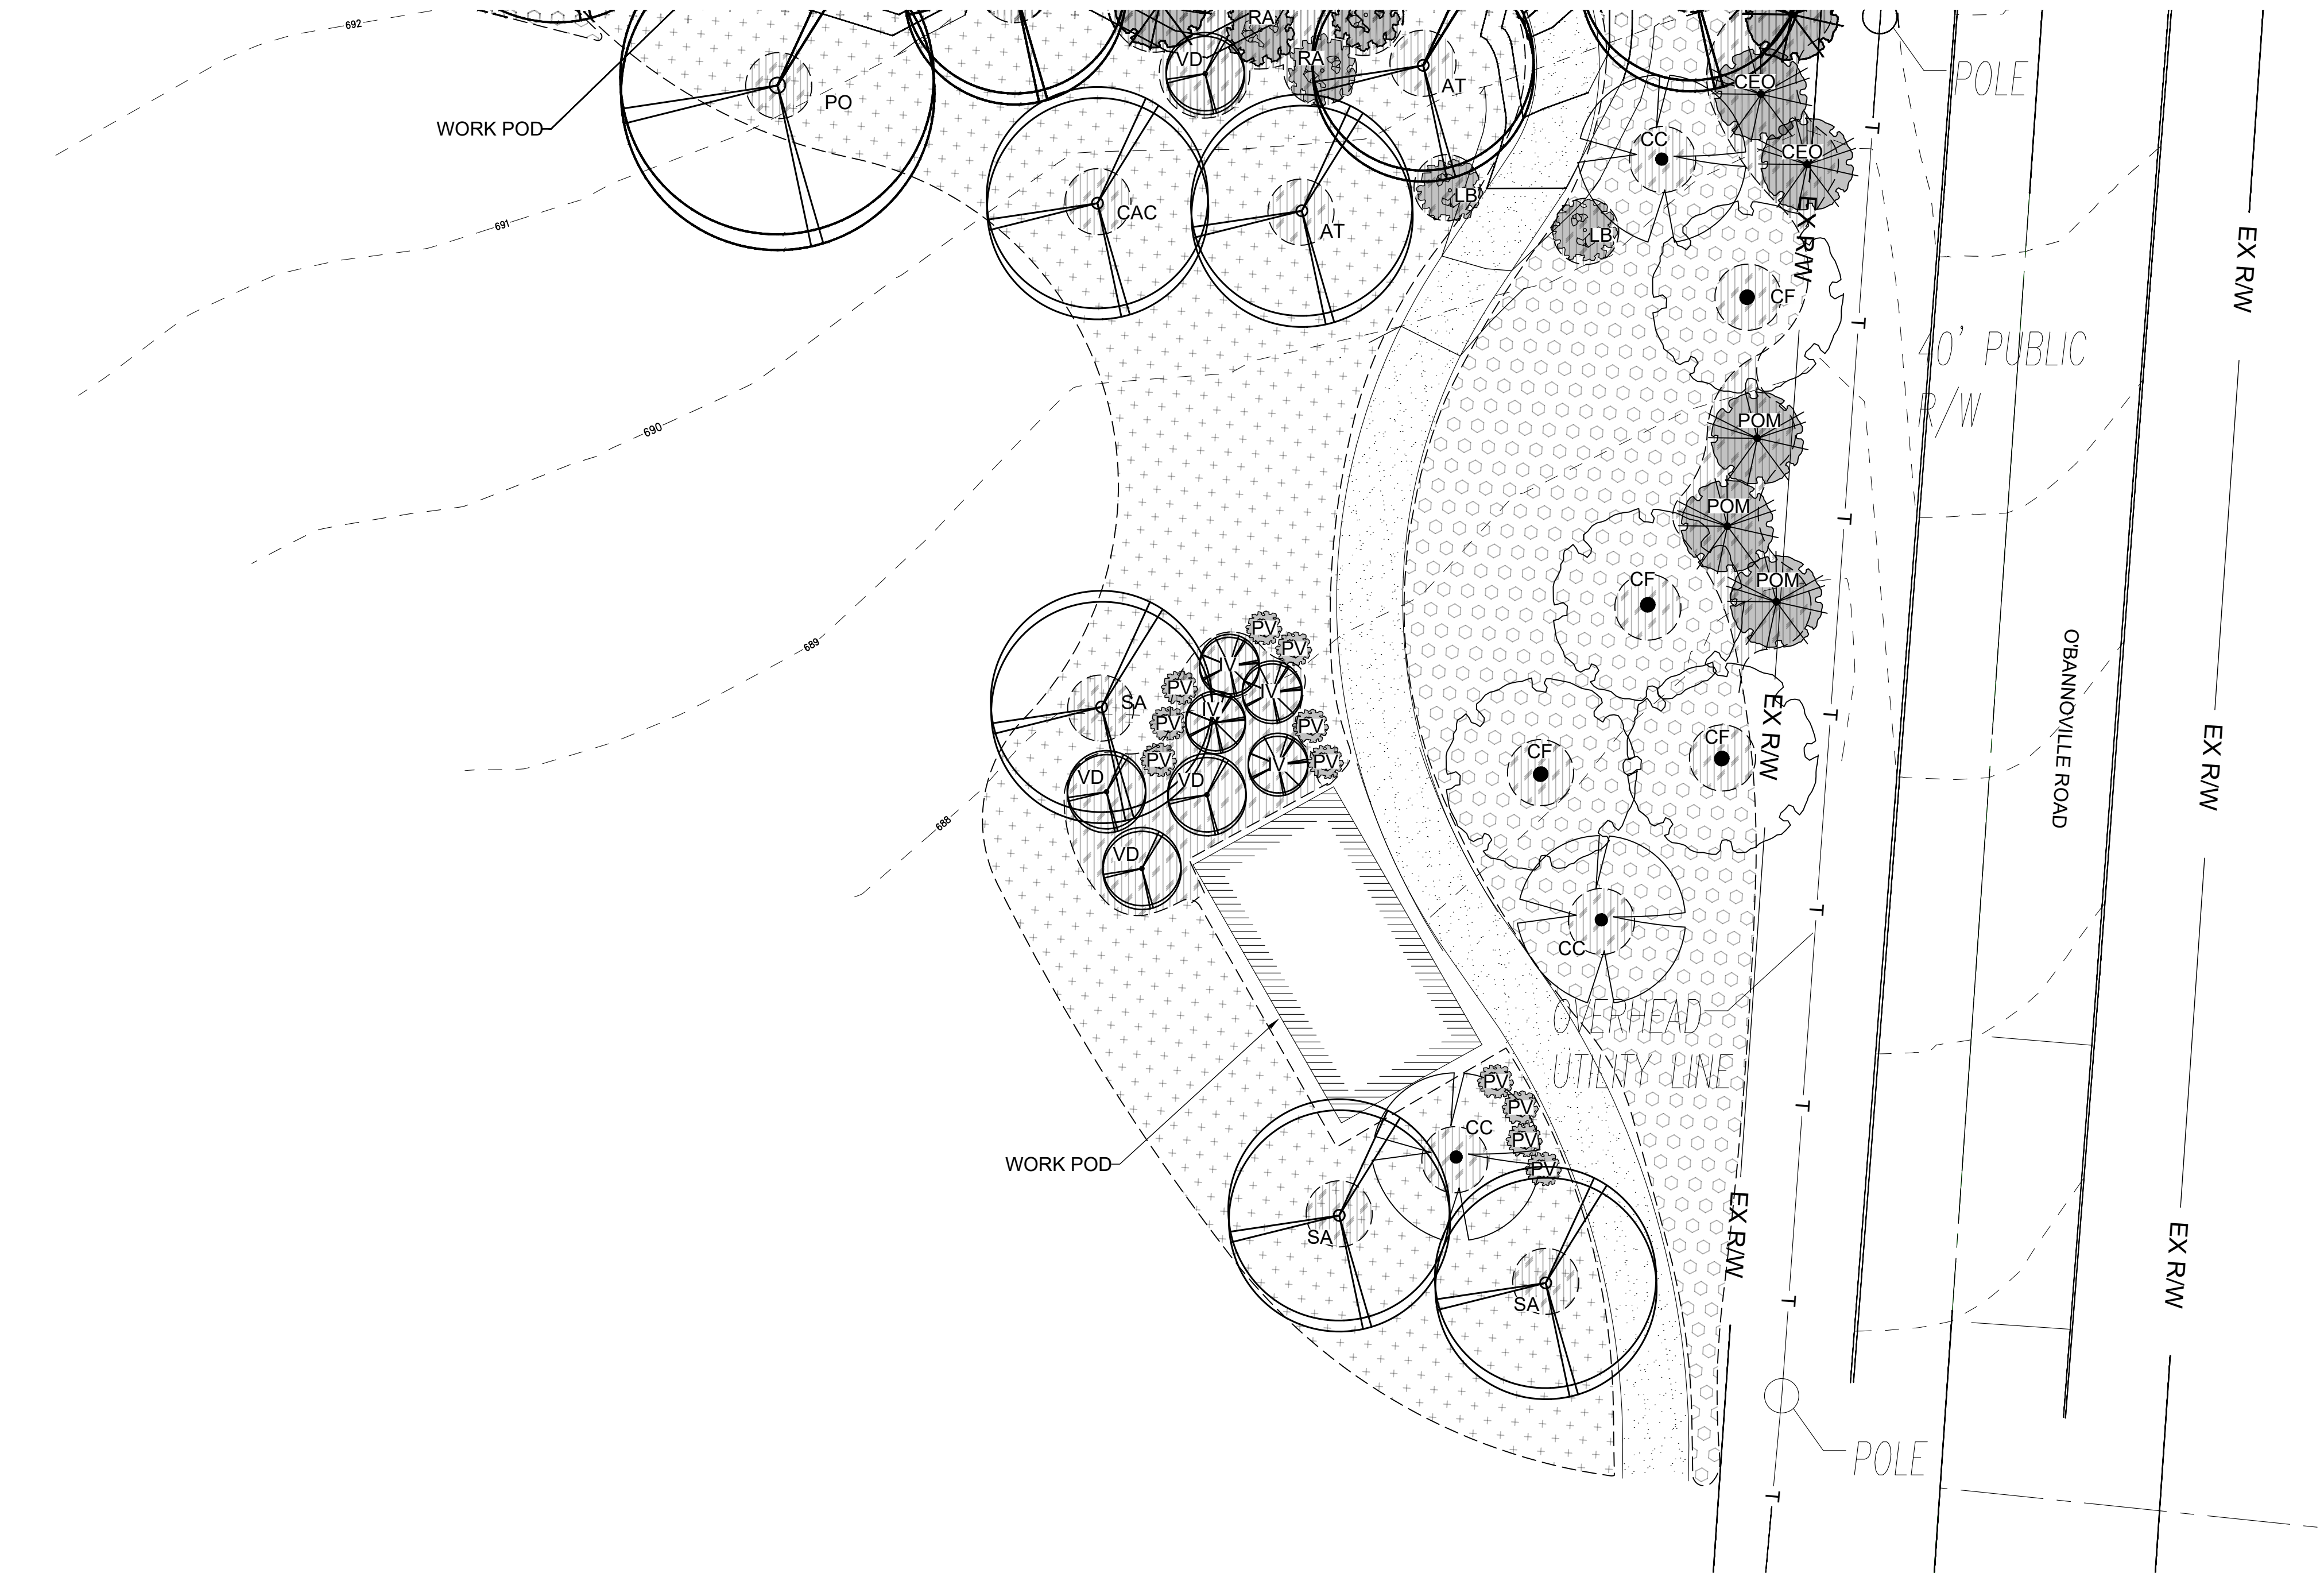 692
RA
VD
RA
AT
PO
WORK POD
POLE
CEO
CC
CEO
691
CAC
AT
LB
LB
EX R/W
EX R/W
CF
40' PUBLIC
R/W
690
POM
POM
POM
CF
689
PV
PV
IV
PV
IV
SA
IV
PV
PV
PV
PV
IV
VD
VD
VD
EX R/W
EX R/W
O'BANNOVILLE ROAD
CF
CF
688
CC
OVERHEAD
UTILITY LINE
PV
PV
PV
PV
CC
WORK POD
SA
SA
EX R/W
EX R/W
POLE
T
T
T
T
T
T
T
T